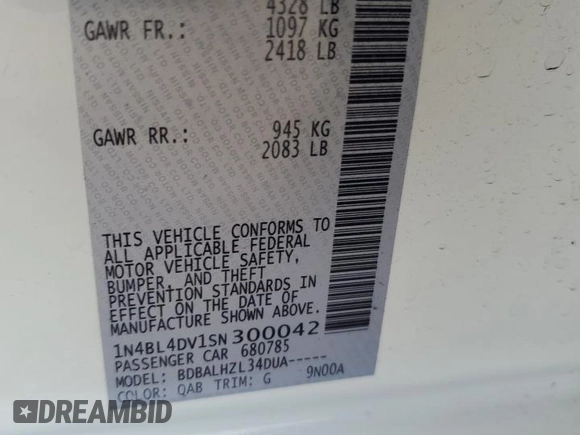 4328 LB
GAWR FR.: 1097 KG
2418 LB
GAWR RR.: 945 KG
2083 LB
THIS VEHICLE CONFORMS TO
ALL APPLICABLE FEDERAL
MOTOR VEHICLE SAFETY,
BUMPER, AND THEFT
PREVENTION STANDARDS IN
EFFECT ON THE DATE OF
MANUFACTURE SHOWN ABOVE.
1N4BL4DV1SN300042
PASSENGER CAR 680785
MODEL: BDBALHZL34DUA-----
COLOR: QAB TRIM: G 9N00A
DREAMBID